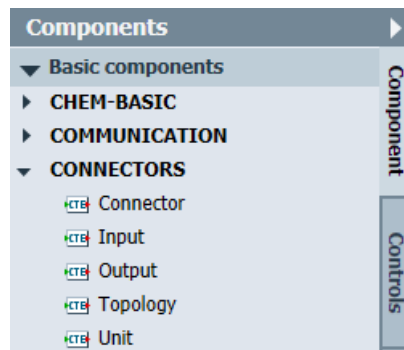 Components
Basic components
CHEM-BASIC
COMMUNICATION
CONNECTORS
CTE Connector
CTE Input
CTE Output
CTE Topology
CTE Unit
Component
Controls